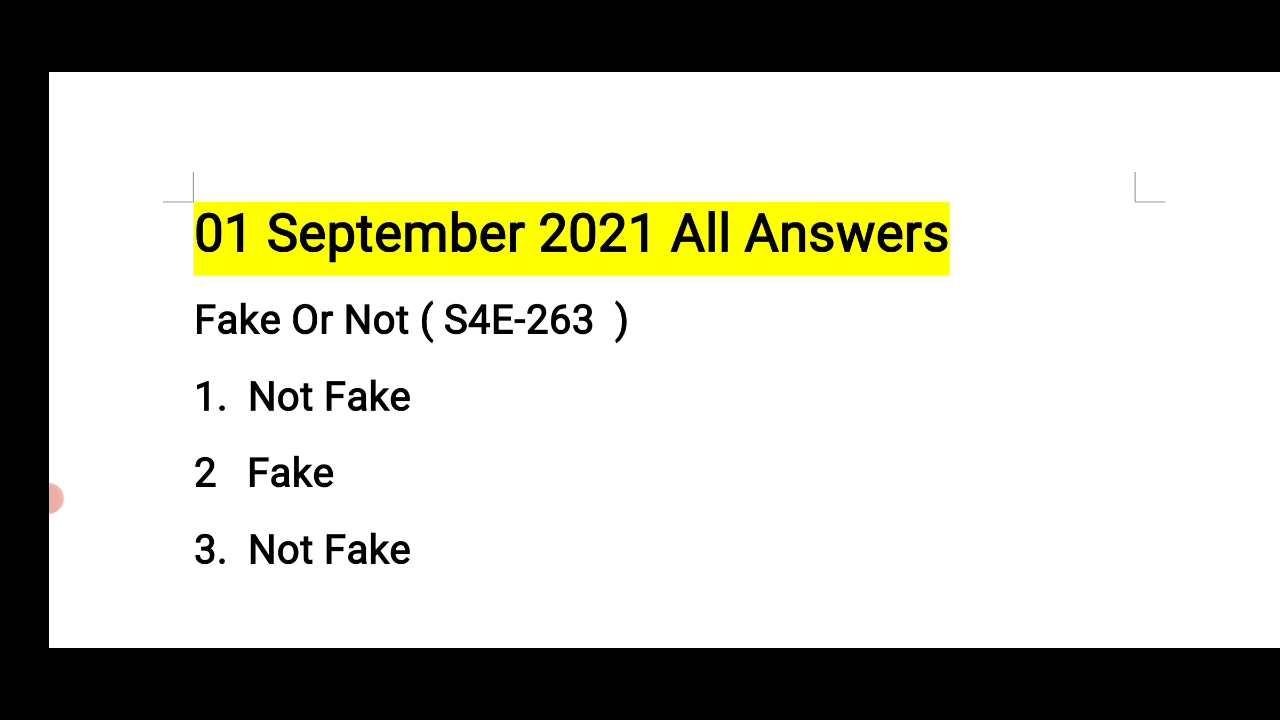 01 September 2021 All Answers
Fake Or Not ( S4E-263  )
1.  Not Fake
2   Fake
3.  Not Fake